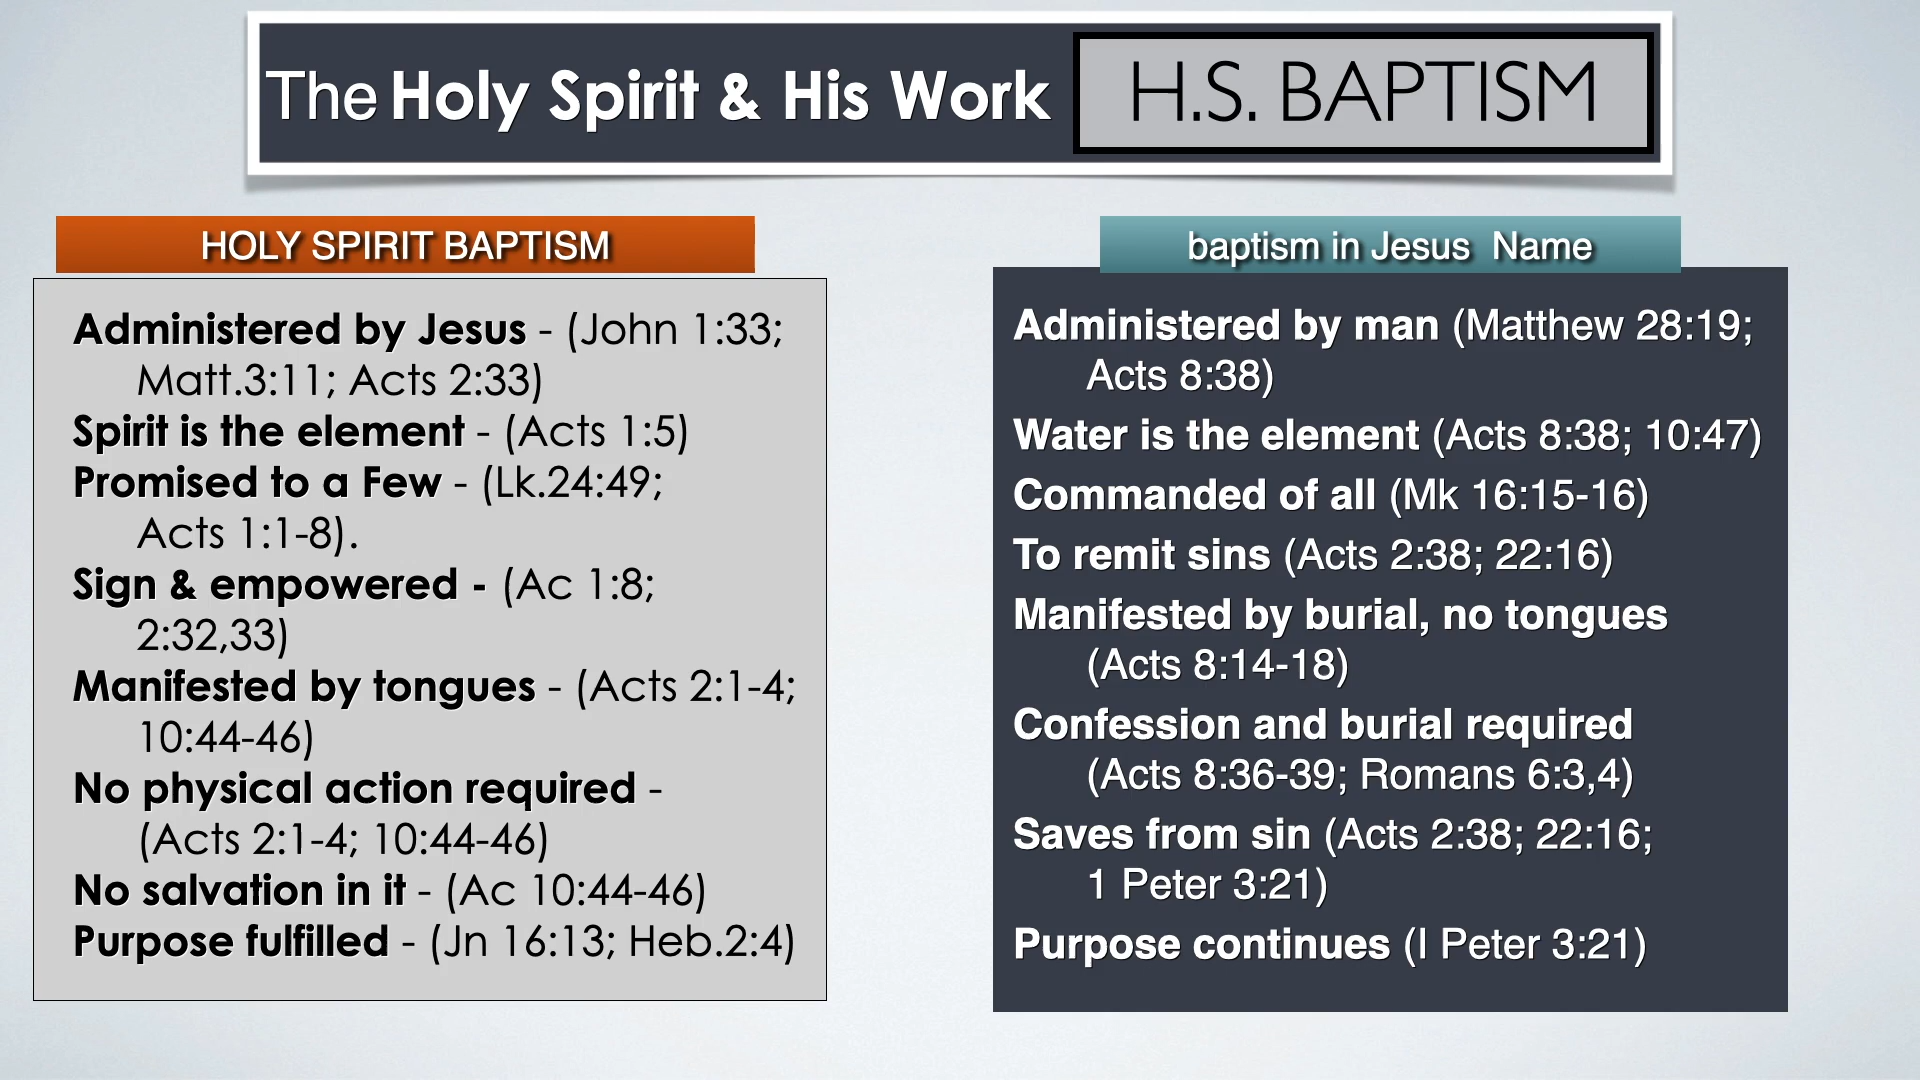 The Holy Spirit & His Work
H.S. BAPTISM
HOLY SPIRIT BAPTISM
Administered by Jesus - (John 1:33;
Matt.3:11; Acts 2:33)
Spirit is the element - (Acts 1:5)
Promised to a Few - (Lk.24:49;
Acts 1:1-8).
Sign & empowered - (Ac 1:8;
2:32,33)
Manifested by tongues - (Acts 2:1-4;
10:44-46)
No physical action required -
(Acts 2:1-4; 10:44-46)
No salvation in it - (Ac 10:44-46)
Purpose fulfilled - (Jn 16:13; Heb.2:4)
baptism in Jesus  Name
Administered by man (Matthew 28:19;
Acts 8:38)
Water is the element (Acts 8:38; 10:47)
Commanded of all (Mk 16:15-16)
To remit sins (Acts 2:38; 22:16)
Manifested by burial, no tongues
(Acts 8:14-18)
Confession and burial required
(Acts 8:36-39; Romans 6:3,4)
Saves from sin (Acts 2:38; 22:16;
1 Peter 3:21)
Purpose continues (I Peter 3:21)